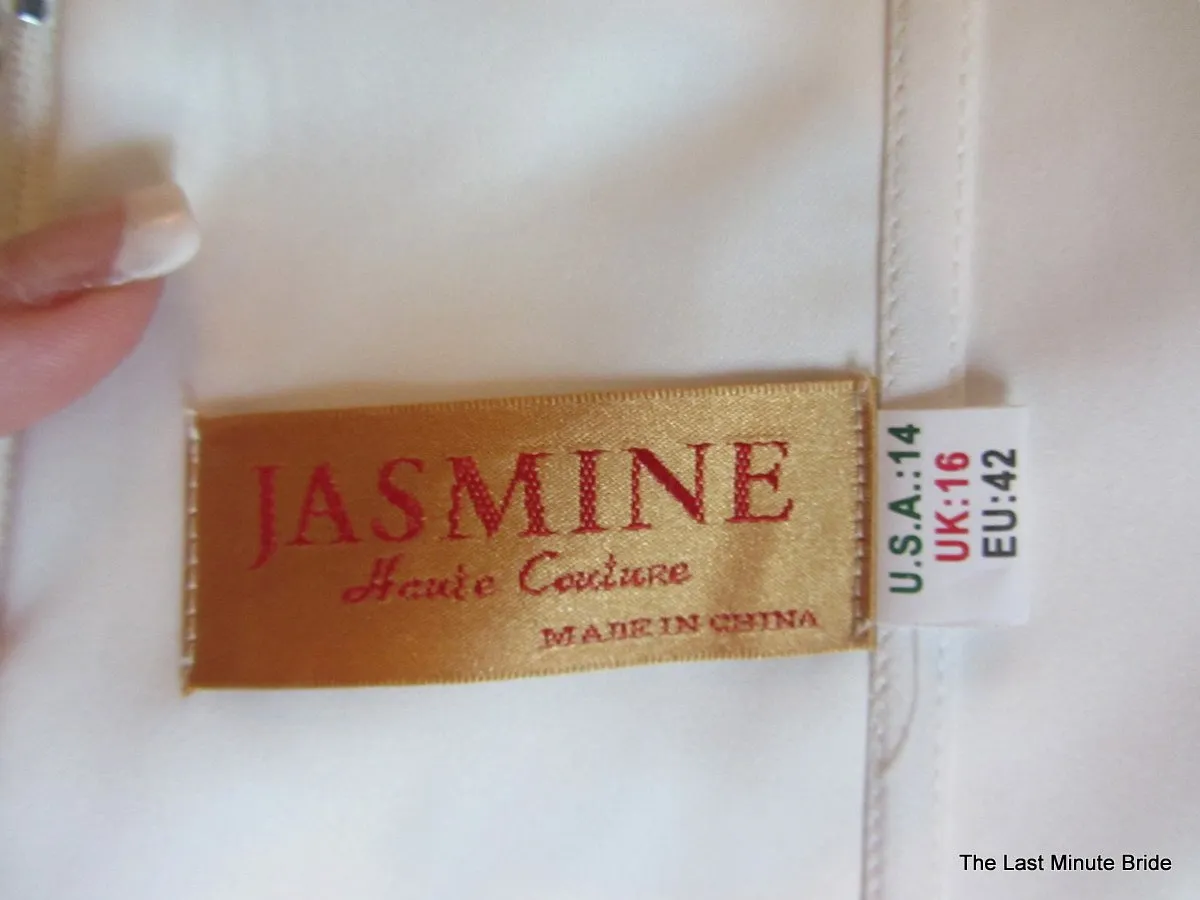 JASMINE
Haute Couture
MADE IN CHINA
U.S.A.:14
UK:16
EU:42
The Last Minute Bride